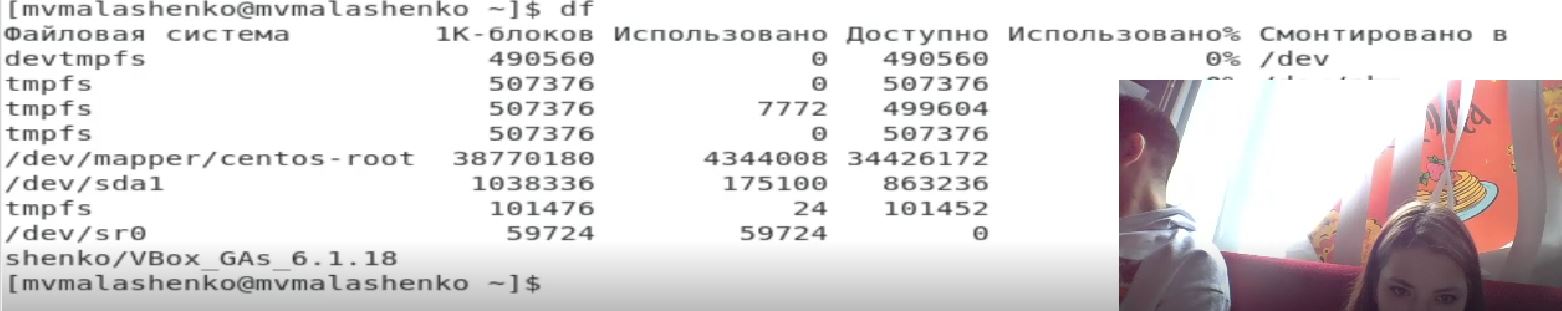 [mvmalashenko@mvmalashenko ~]$ df
Файловая система 1K-блоков Использовано Доступно Использовано% Смонтировано в
devtmpfs 490560 0 490560 0% /dev
tmpfs 507376 0 507376
tmpfs 507376 7772 499604
tmpfs 507376 0 507376
/dev/mapper/centos-root 38770180 4344008 34426172
/dev/sda1 1038336 175100 863236
tmpfs 101476 24 101452
/dev/sr0 59724 59724 0
shenko/VBox_GAs_6.1.18
[mvmalashenko@mvmalashenko ~]$